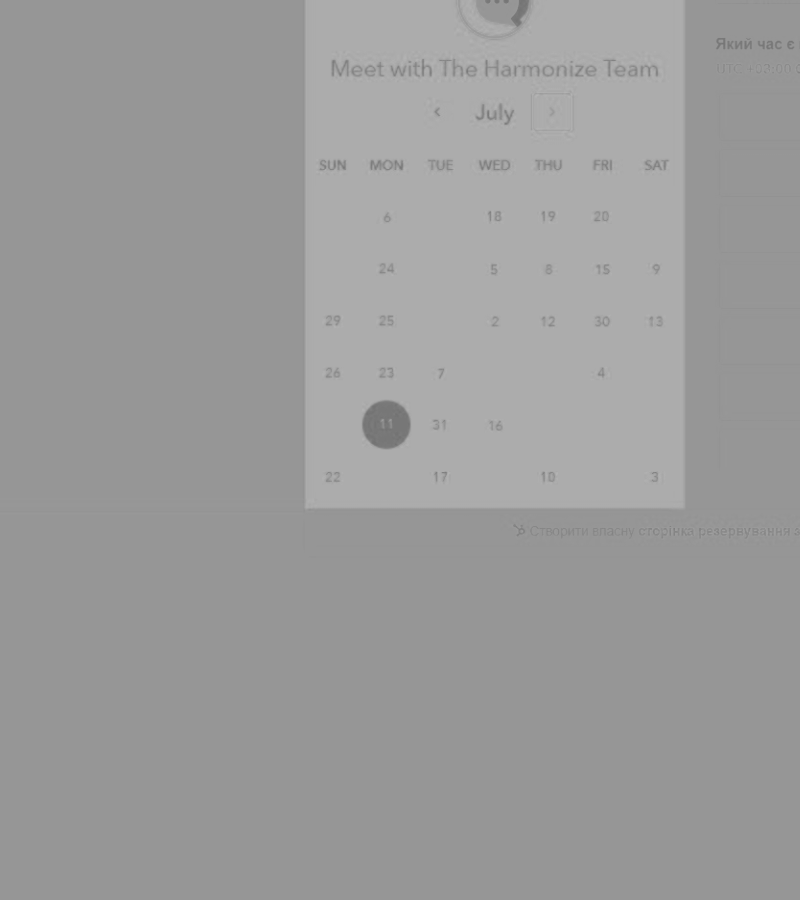 Який час є
Meet with The Harmonize Team
July
SUN MON TUE WED THU FRI SAT
6 18 19 20
24 5 8 15 9
29 25 2 12 30 13
26 23 7 4
11 31 16
22 17 10 3
Створити власну сторінка резервування